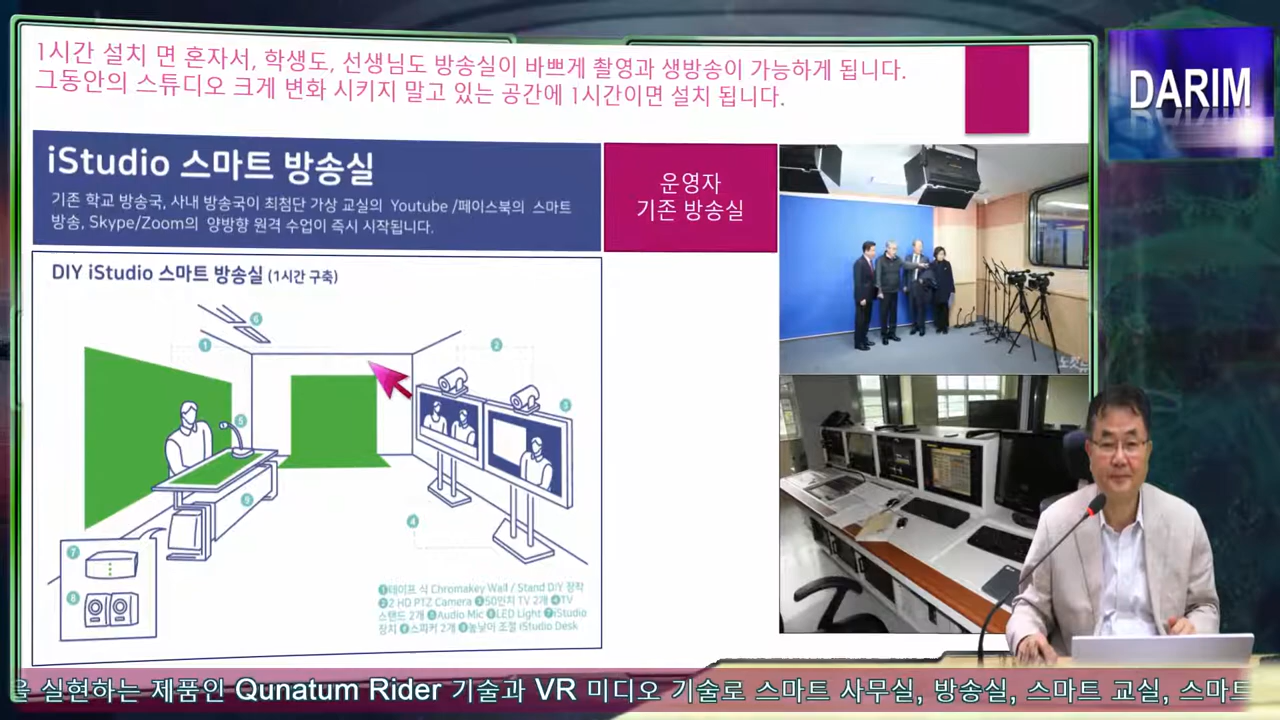 1시간 설치 면 혼자서, 학생도, 선생님도 방송실이 바쁘게 촬영과 생방송이 가능하게 됩니다.
그동안의 스튜디오 크게 변화 시키지 말고 있는 공간에 1시간이면 설치 됩니다.
DARIM
iStudio 스마트 방송실
기존 학교 방송국, 사내 방송국이 최첨단 가상 교실의 Youtube /페이스북의 스마트
방송, Skype/Zoom의 양방향 원격 수업이 즉시 시작됩니다.
운영자
기존 방송실
DIY iStudio 스마트 방송실 (1시간 구축)
6
1
2
3
5
9
4
7
8
❶테이프 식 Chromakey Wall / Stand DIY 장착
❷2 HD PTZ Camera ❸50인치 TV 2개 ❹TV
스탠드 2개 ❺Audio Mic ❻LED Light ❼iStudio
장치 ❽스피커 2개 ❾높낮이 조절 iStudio Desk
을 실현하는 제품인 Qunatum Rider 기술과 VR 미디오 기술로 스마트 사무실, 방송실, 스마트 교실, 스마트